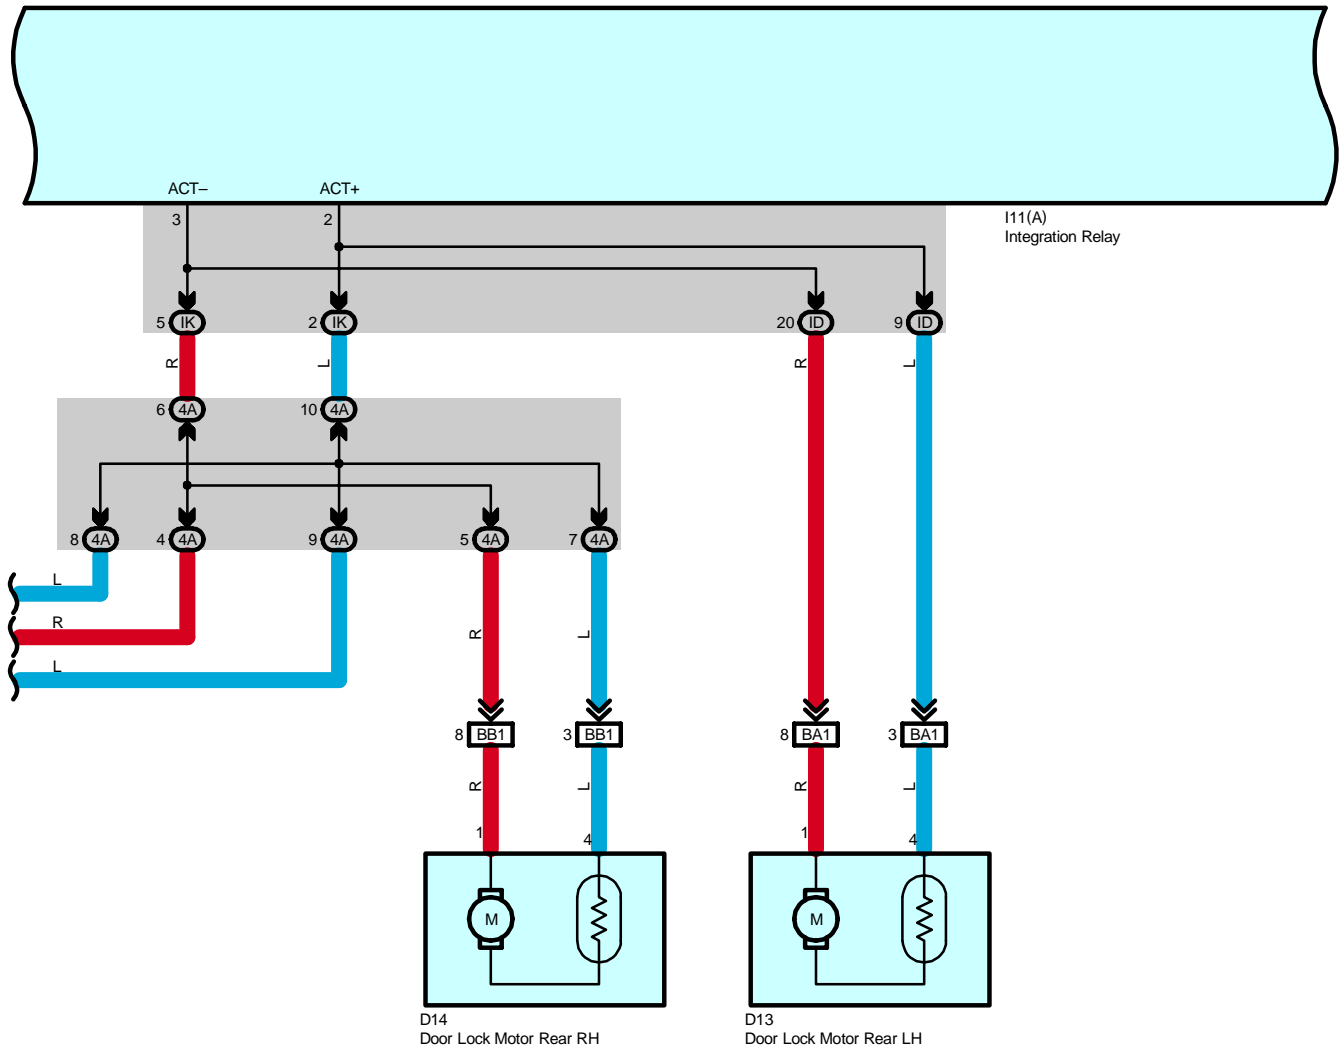 ACT– ACT+
3 2
I11(A)
Integration Relay
5 IK 2 IK 20 ID 9 ID
R L R L
6 4A 10 4A
8 4A 4 4A 9 4A 5 4A 7 4A
L
R
R L
L
8 BB1 3 BB1 8 BA1 3 BA1
R L R L
1 4 1 4
M M
D14 D13
Door Lock Motor Rear RH Door Lock Motor Rear LH